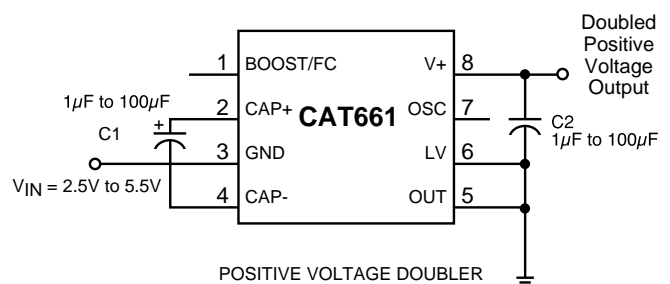 Doubled
Positive
Voltage
Output
1 BOOST/FC V+ 8
1µF to 100µF
C1 +
2 CAP+ CAT661 OSC 7
C2
1µF to 100µF
3 GND LV 6
VIN = 2.5V to 5.5V
4 CAP- OUT 5
POSITIVE VOLTAGE DOUBLER